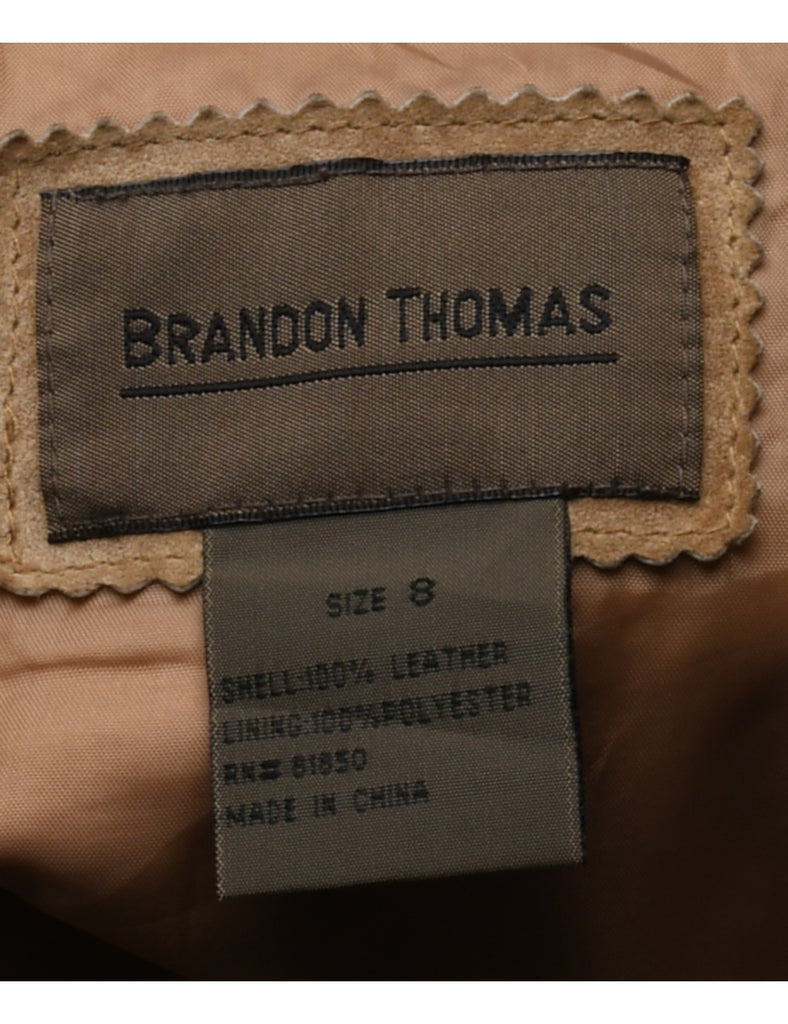 BRANDON THOMAS
SIZE 8
SHELL:100% LEATHER
LINING:100%POLYESTER
RN# 81850
MADE IN CHINA